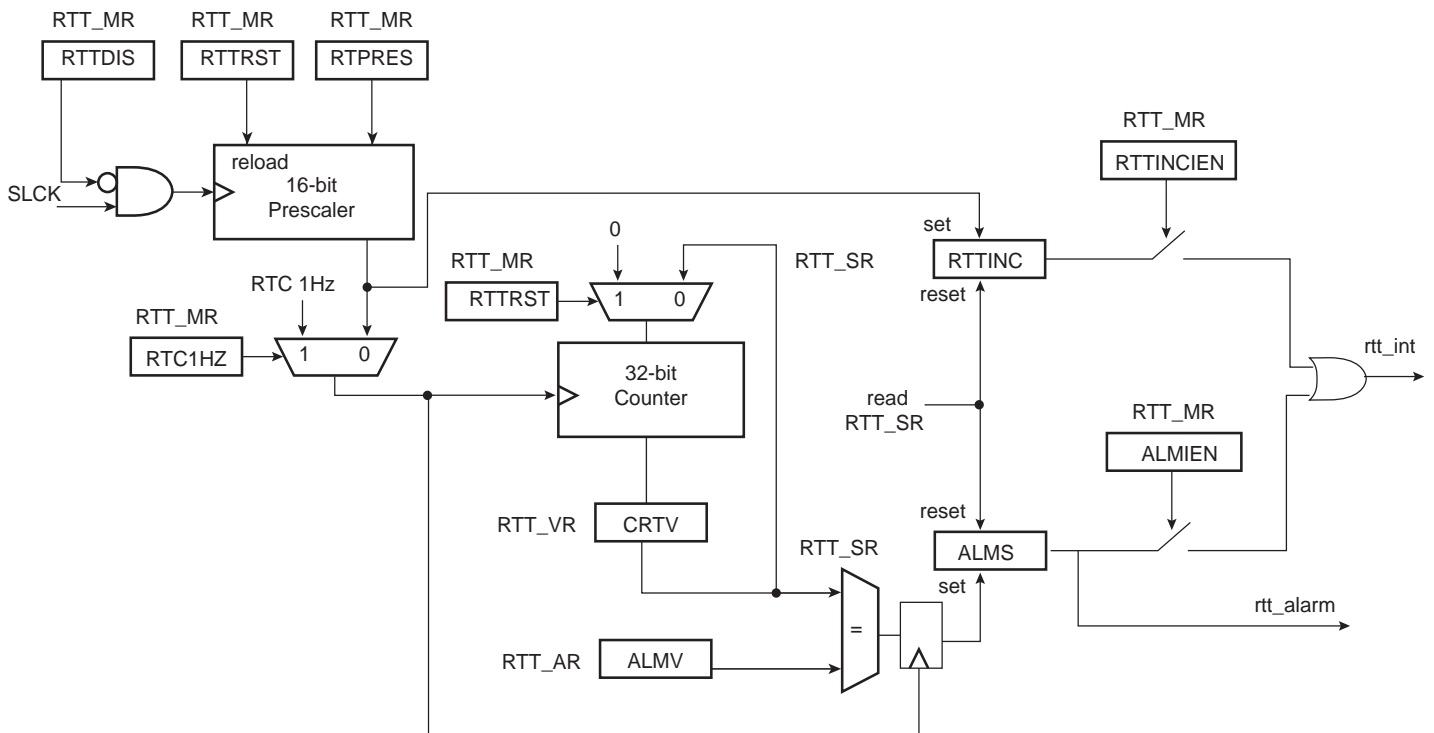 RTT_MR
RTTDIS
RTT_MR
RTTRST
RTT_MR
RTPRES
reload
16-bit
Prescaler
SLCK
RTT_MR
RTTINCIEN
0
RTT_MR
RTTRST
1 0
RTT_SR
set
RTTINC
reset
RTC 1Hz
RTT_MR
RTC1HZ
1 0
32-bit
Counter
read
RTT_SR
rtt_int
RTT_MR
ALMIEN
RTT_VR
CRTV
RTT_SR
reset
ALMS
set
rtt_alarm
=
RTT_AR
ALMV